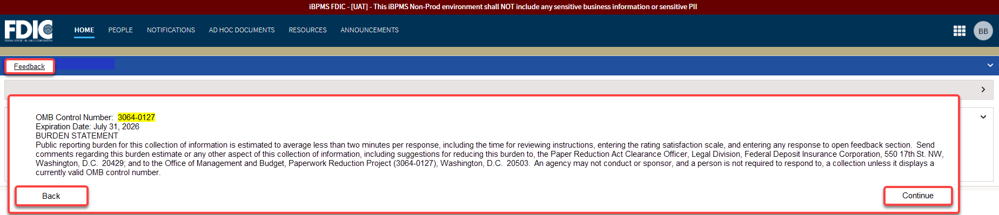 iBPMS FDIC - [UAT] - This iBPMS Non-Prod environment shall NOT include any sensitive business information or sensitive PII
FDIC
FEDERAL DEPOSIT INSURANCE CORPORATION
HOME PEOPLE NOTIFICATIONS AD HOC DOCUMENTS RESOURCES ANNOUNCEMENTS
BB
Feedback
OMB Control Number: 3064-0127
Expiration Date: July 31, 2026
BURDEN STATEMENT
Public reporting burden for this collection of information is estimated to average less than two minutes per response, including the time for reviewing instructions, entering the rating satisfaction scale, and entering any response to open feedback section. Send
comments regarding this burden estimate or any other aspect of this collection of information, including suggestions for reducing this burden to, the Paper Reduction Act Clearance Officer, Legal Division, Federal Deposit Insurance Corporation, 550 17th St. NW,
Washington, D.C. 20429; and to the Office of Management and Budget, Paperwork Reduction Project (3064-0127), Washington, D.C. 20503. An agency may not conduct or sponsor, and a person is not required to respond to, a collection unless it displays a
currently valid OMB control number.
Back
Continue